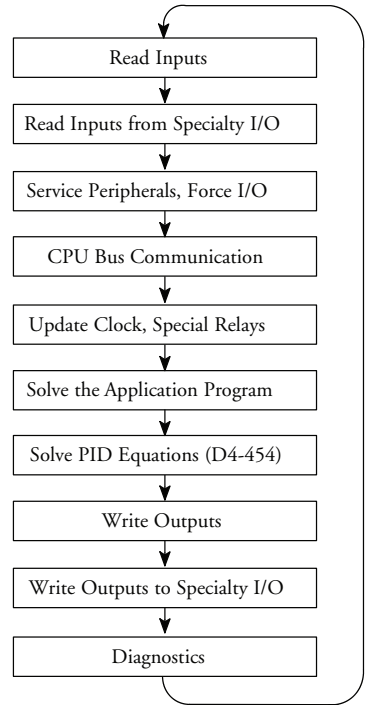 Read Inputs
Read Inputs from Specialty I/O
Service Peripherals, Force I/O
CPU Bus Communication
Update Clock, Special Relays
Solve the Application Program
Solve PID Equations (D4-454)
Write Outputs
Write Outputs to Specialty I/O
Diagnostics